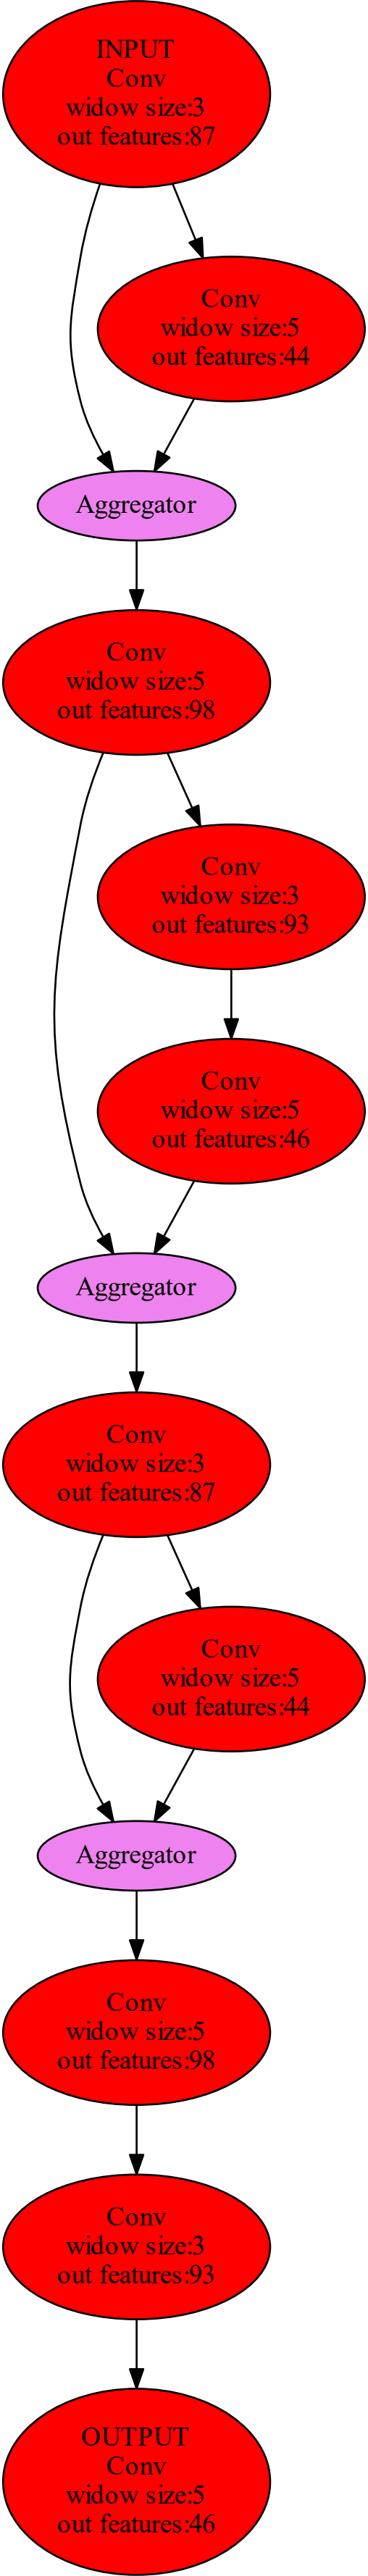 INPUT
Conv
widow size:3
out features:87
Conv
widow size:5
out features:44
Aggregator
Conv
widow size:5
out features:98
Conv
widow size:3
out features:93
Conv
widow size:5
out features:46
Aggregator
Conv
widow size:3
out features:87
Conv
widow size:5
out features:44
Aggregator
Conv
widow size:5
out features:98
Conv
widow size:3
out features:93
OUTPUT
Conv
widow size:5
out features:46